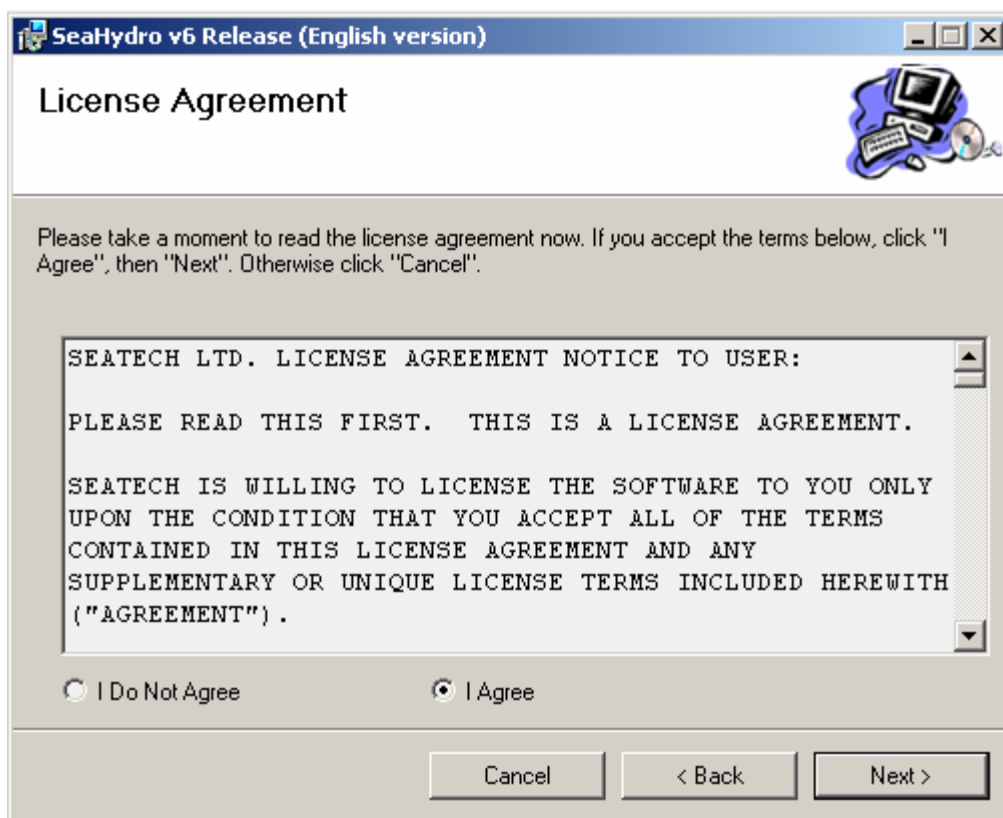 SeaHydro v6 Release (English version)
License Agreement
Please take a moment to read the license agreement now. If you accept the terms below, click "I
Agree", then "Next". Otherwise click "Cancel".
SEATECH LTD. LICENSE AGREEMENT NOTICE TO USER:
PLEASE READ THIS FIRST.  THIS IS A LICENSE AGREEMENT.
SEATECH IS WILLING TO LICENSE THE SOFTWARE TO YOU ONLY
UPON THE CONDITION THAT YOU ACCEPT ALL OF THE TERMS
CONTAINED IN THIS LICENSE AGREEMENT AND ANY
SUPPLEMENTARY OR UNIQUE LICENSE TERMS INCLUDED HEREWITH
("AGREEMENT").
I Do Not Agree
I Agree
Cancel
< Back
Next >